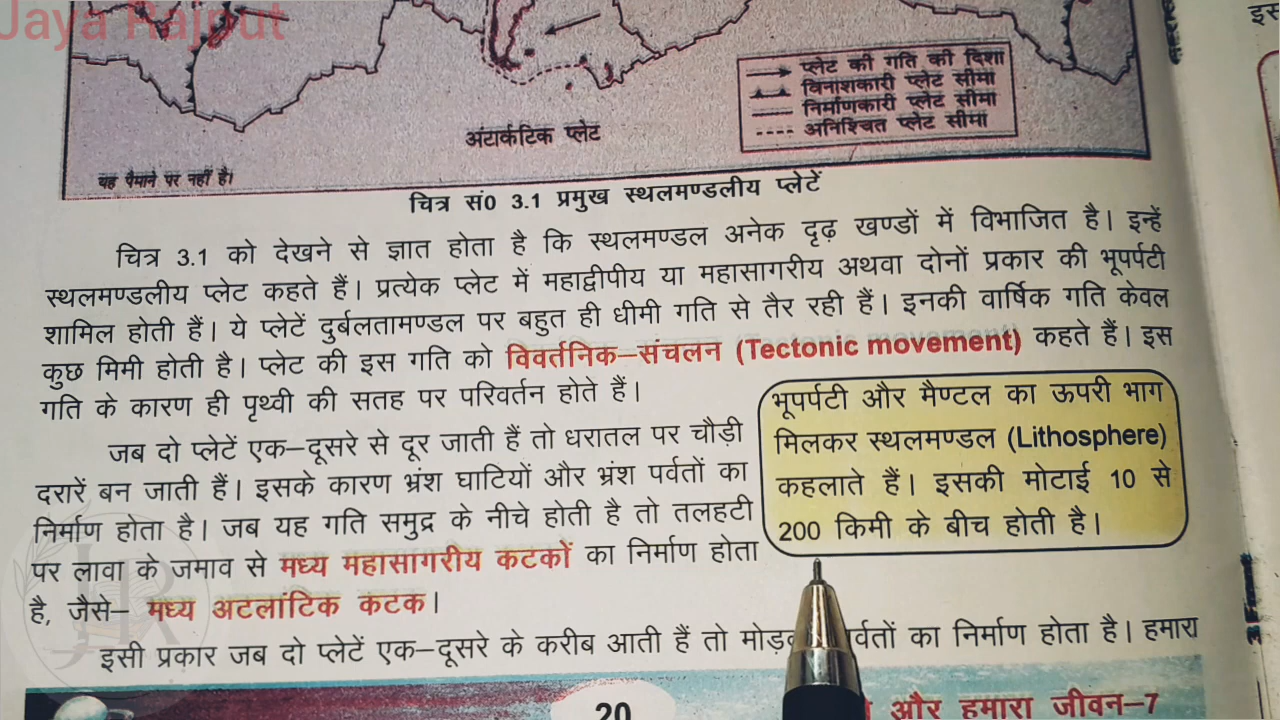 Jaya Rajput
प्लेट की गति की दिशा
विनाशकारी प्लेट सीमा
निर्माणकारी प्लेट सीमा
अनिश्चित प्लेट सीमा
अंटार्कटिक प्लेट
यह पैमाने पर नहीं है।
चित्र सं0 3.1 प्रमुख स्थलमण्डलीय प्लेटें
चित्र 3.1 को देखने से ज्ञात होता है कि स्थलमण्डल अनेक दृढ़ खण्डों में विभाजित है। इन्हें
स्थलमण्डलीय प्लेट कहते हैं। प्रत्येक प्लेट में महाद्वीपीय या महासागरीय अथवा दोनों प्रकार की भूपर्पटी
शामिल होती हैं। ये प्लेटें दुर्बलतामण्डल पर बहुत ही धीमी गति से तैर रही हैं। इनकी वार्षिक गति केवल
कुछ मिमी होती है। प्लेट की इस गति को विवर्तनिक–संचलन (Tectonic movement) कहते हैं। इस
गति के कारण ही पृथ्वी की सतह पर परिवर्तन होते हैं।
जब दो प्लेटें एक–दूसरे से दूर जाती हैं तो धरातल पर चौड़ी
दरारें बन जाती हैं। इसके कारण भ्रंश घाटियों और भ्रंश पर्वतों का
निर्माण होता है। जब यह गति समुद्र के नीचे होती है तो तलहटी
पर लावा के जमाव से मध्य महासागरीय कटकों का निर्माण होता
है, जैसे– मध्य अटलांटिक कटक।
भूपर्पटी और मैण्टल का ऊपरी भाग
मिलकर स्थलमण्डल (Lithosphere)
कहलाते हैं। इसकी मोटाई 10 से
200 किमी के बीच होती है।
इसी प्रकार जब दो प्लेटें एक–दूसरे के करीब आती हैं तो पर्वतों का निर्माण होता है। हमारा
20
और हमारा जीवन–7
JR